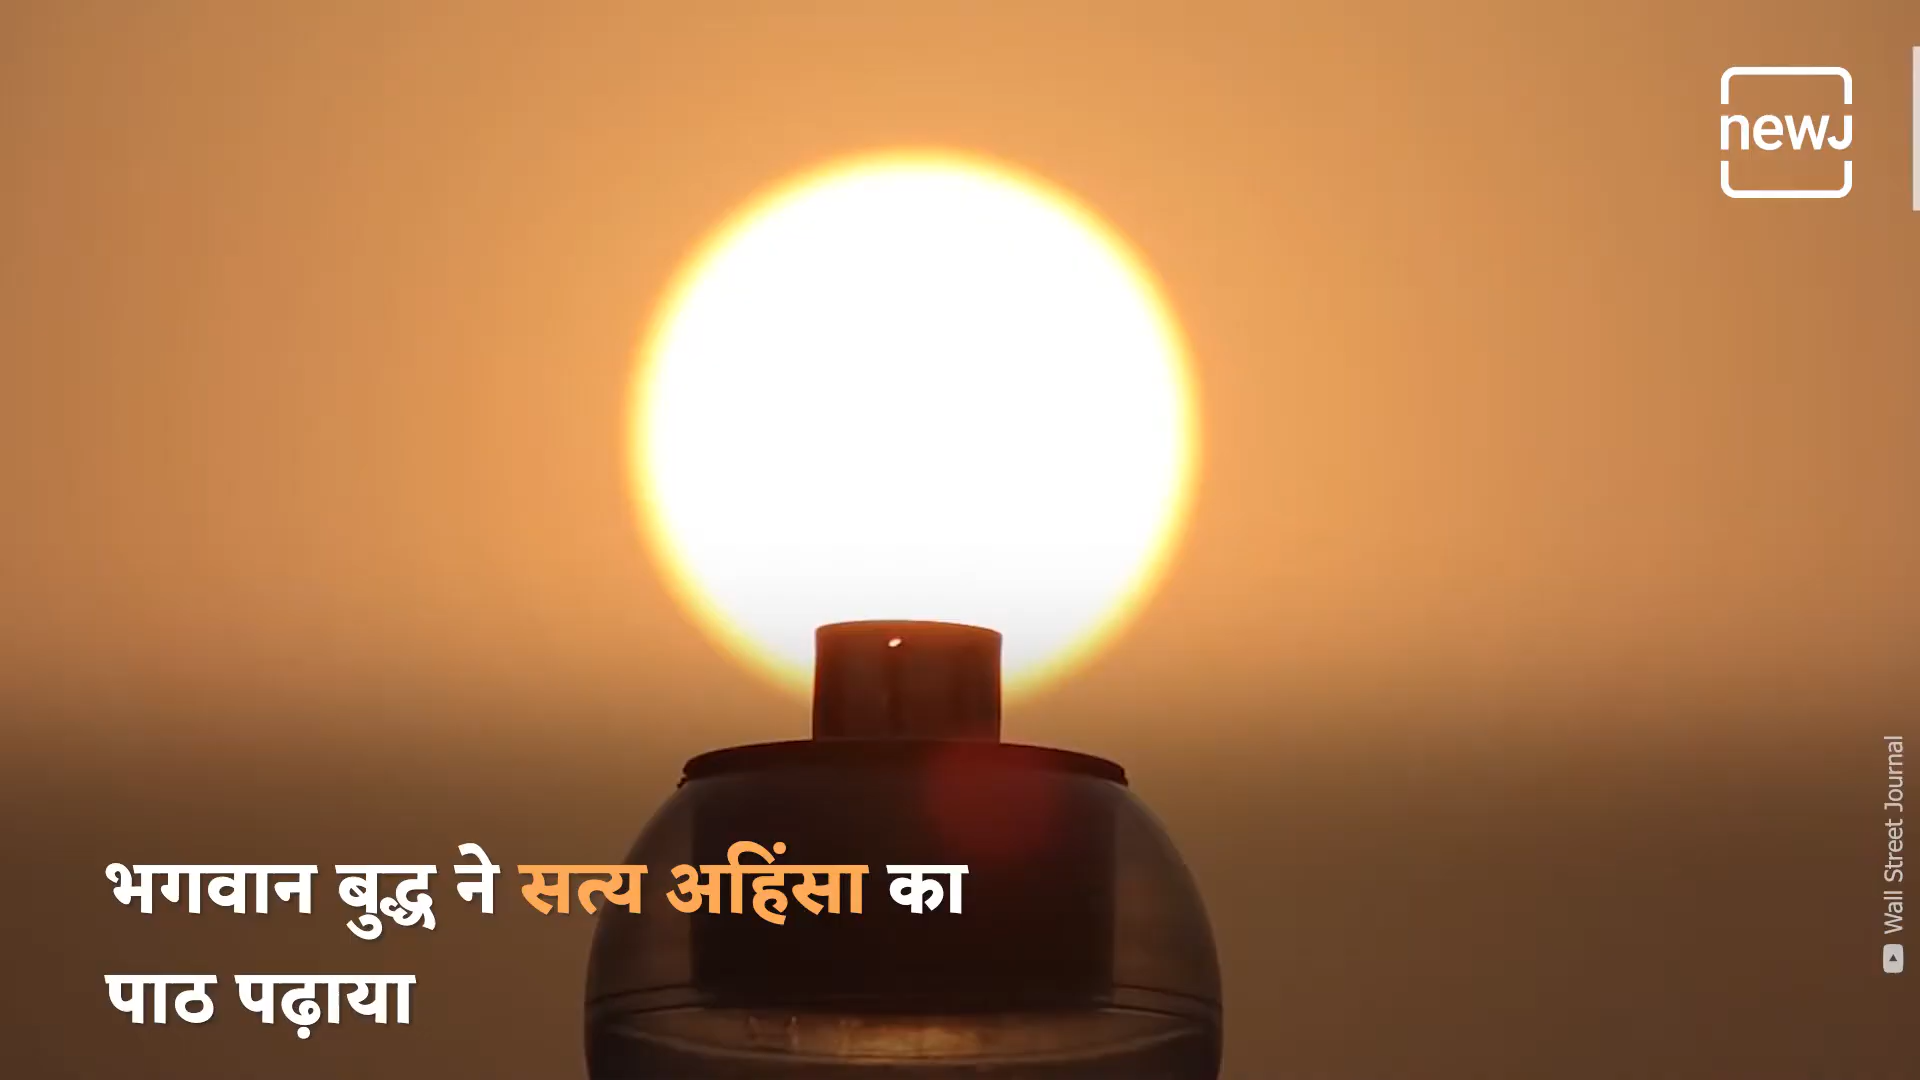 newJ
भगवान बुद्ध ने सत्य अहिंसा का
पाठ पढ़ाया
Wall Street Journal